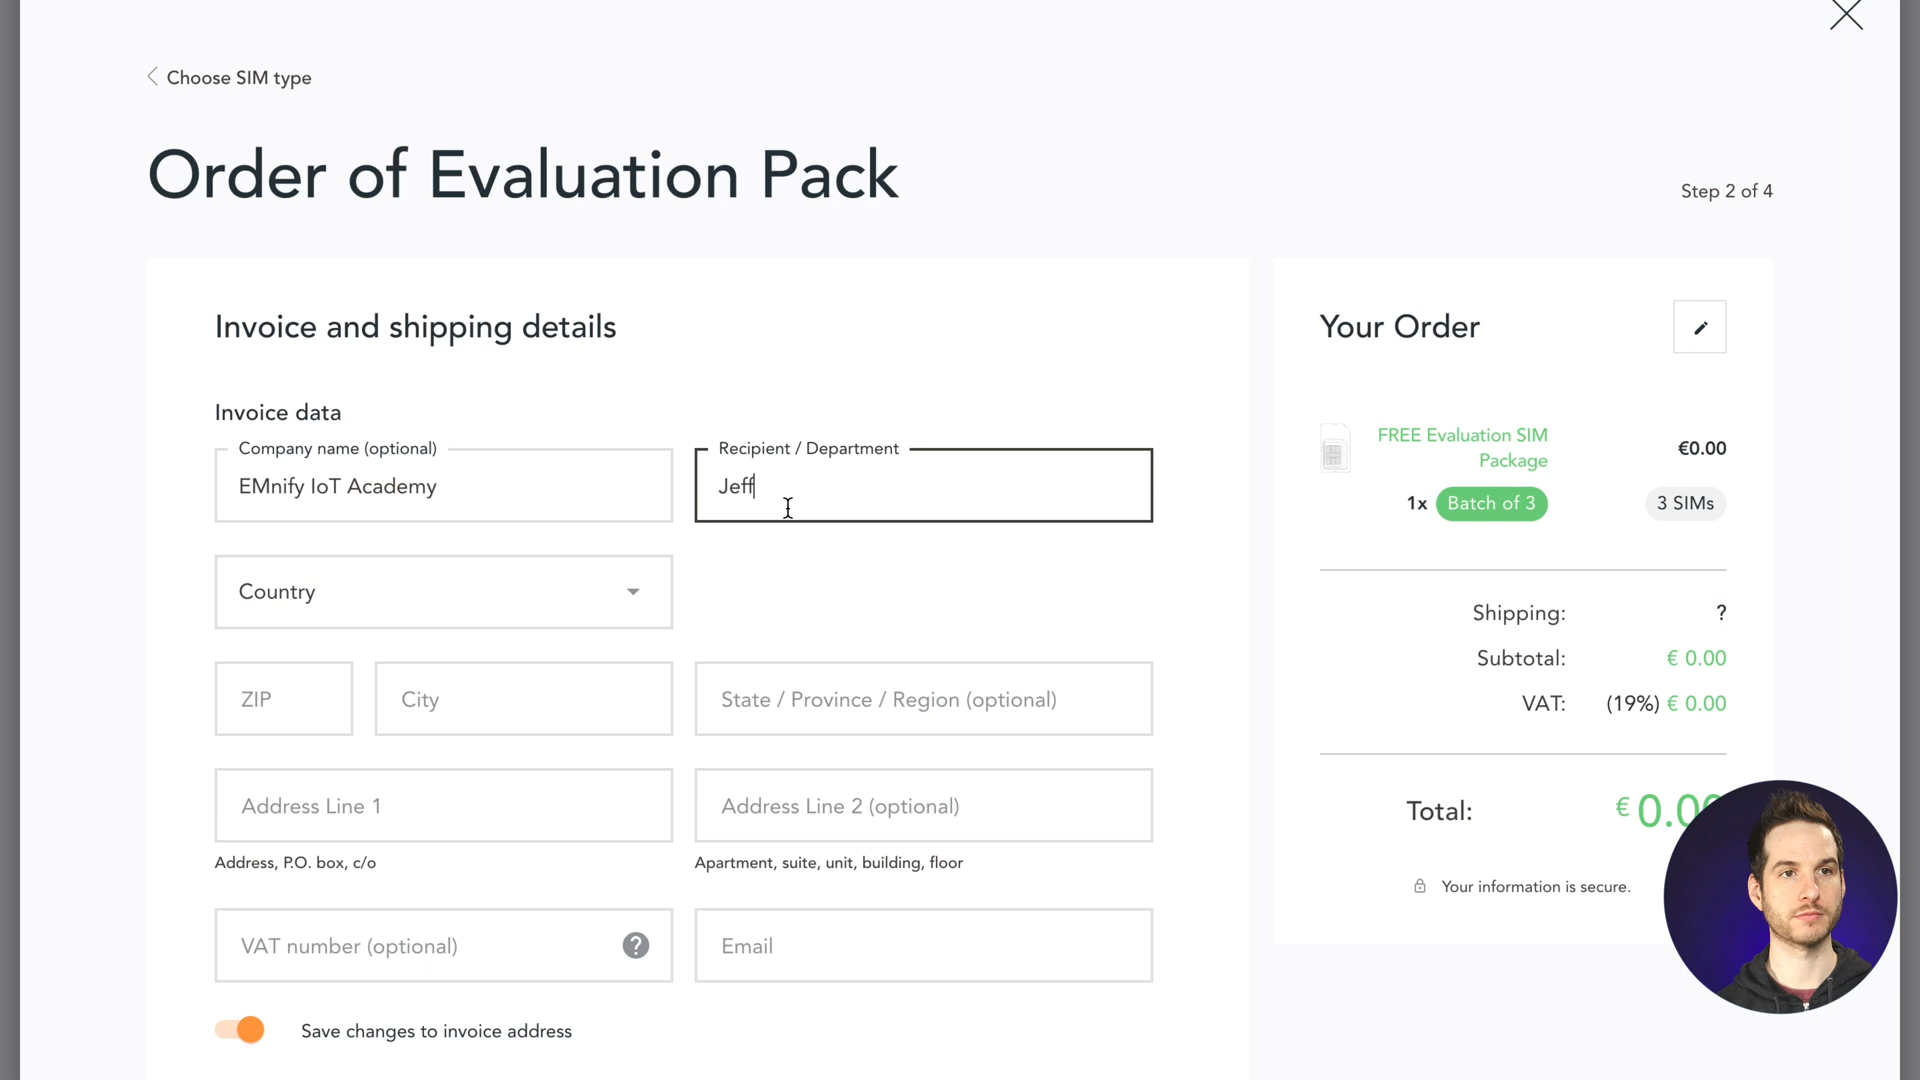 Choose SIM type
Order of Evaluation Pack
Step 2 of 4
Invoice and shipping details
Invoice data
Company name (optional)
EMnify IoT Academy
Recipient / Department
Jeff
Country
ZIP
City
State / Province / Region (optional)
Address Line 1
Address, P.O. box, c/o
Address Line 2 (optional)
Apartment, suite, unit, building, floor
VAT number (optional)
?
Email
Save changes to invoice address
Your Order
FREE Evaluation SIM
Package
€0.00
1x Batch of 3
3 SIMs
Shipping: ?
Subtotal: € 0.00
VAT: (19%) € 0.00
Total: € 0.00
Your information is secure.